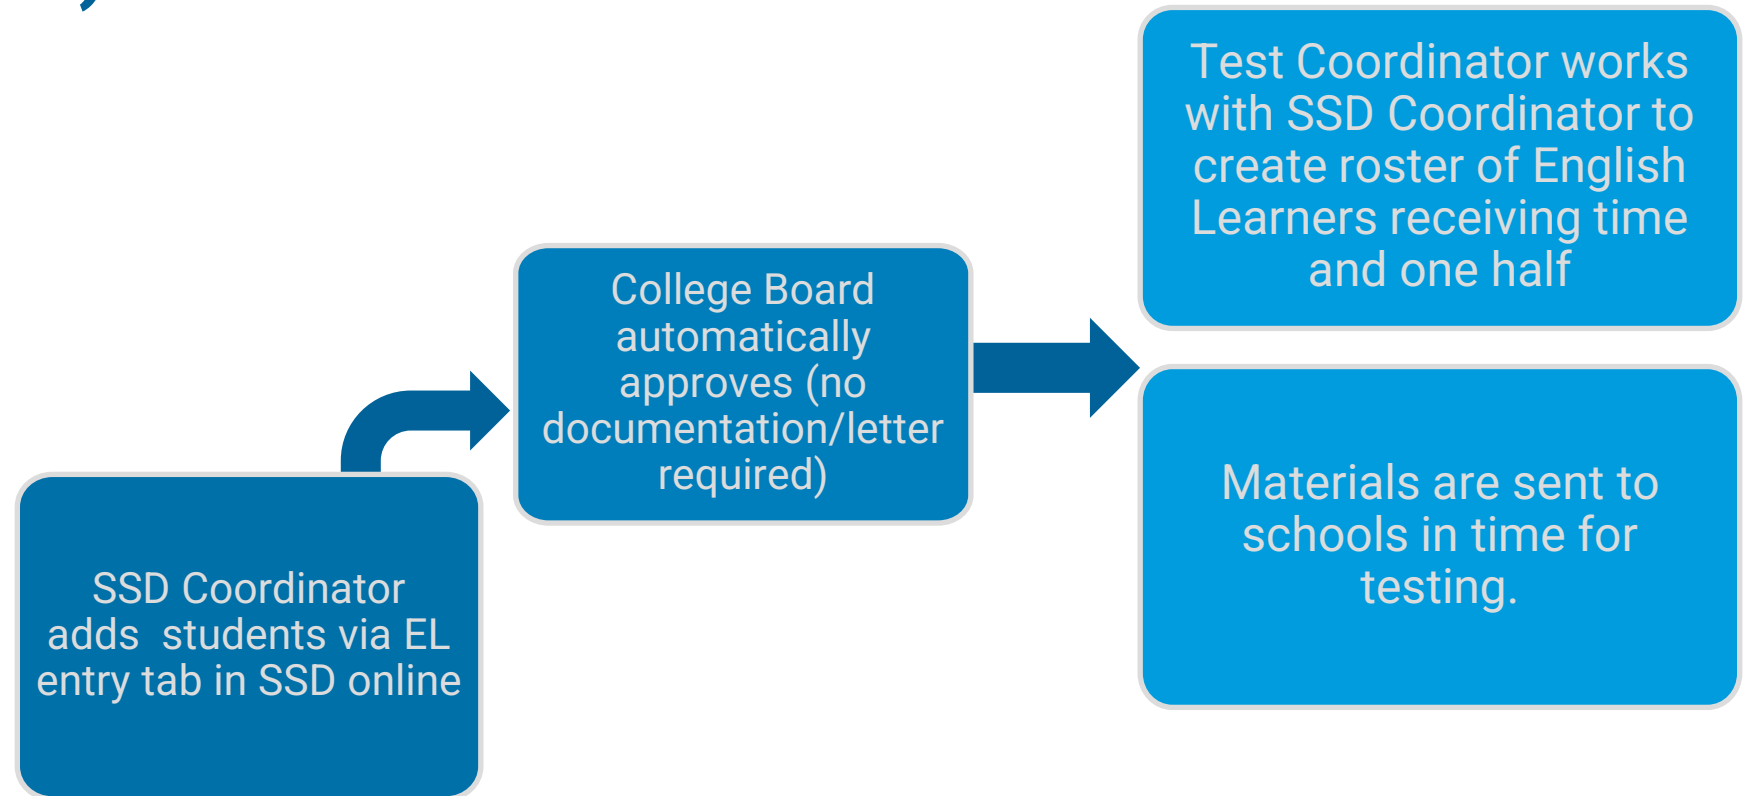 SSD Coordinator
adds  students via EL
entry tab in SSD online
College Board
automatically
approves (no
documentation/letter
required)
Test Coordinator works
with SSD Coordinator to
create roster of English
Learners receiving time
and one half
Materials are sent to
schools in time for
testing.